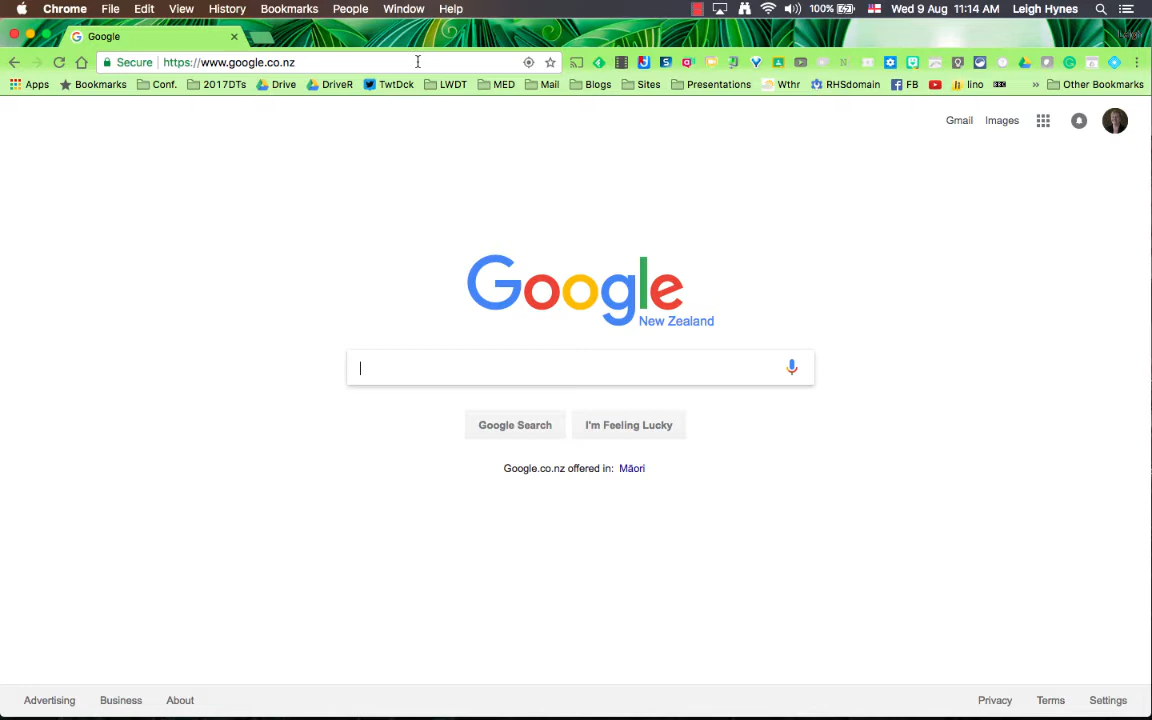 Chrome File Edit View History Bookmarks People Window Help 100% Wed 9 Aug 11:14 AM Leigh Hynes
Google
Secure https://www.google.co.nz
Apps Bookmarks Conf. 2017DTs Drive DriveR TwtDck LWDT MED Mail Blogs Sites Presentations Wthr RHSdomain FB lino » Other Bookmarks
Gmail Images
Google
New Zealand
Google Search I'm Feeling Lucky
Google.co.nz offered in: Māori
Advertising Business About Privacy Terms Settings